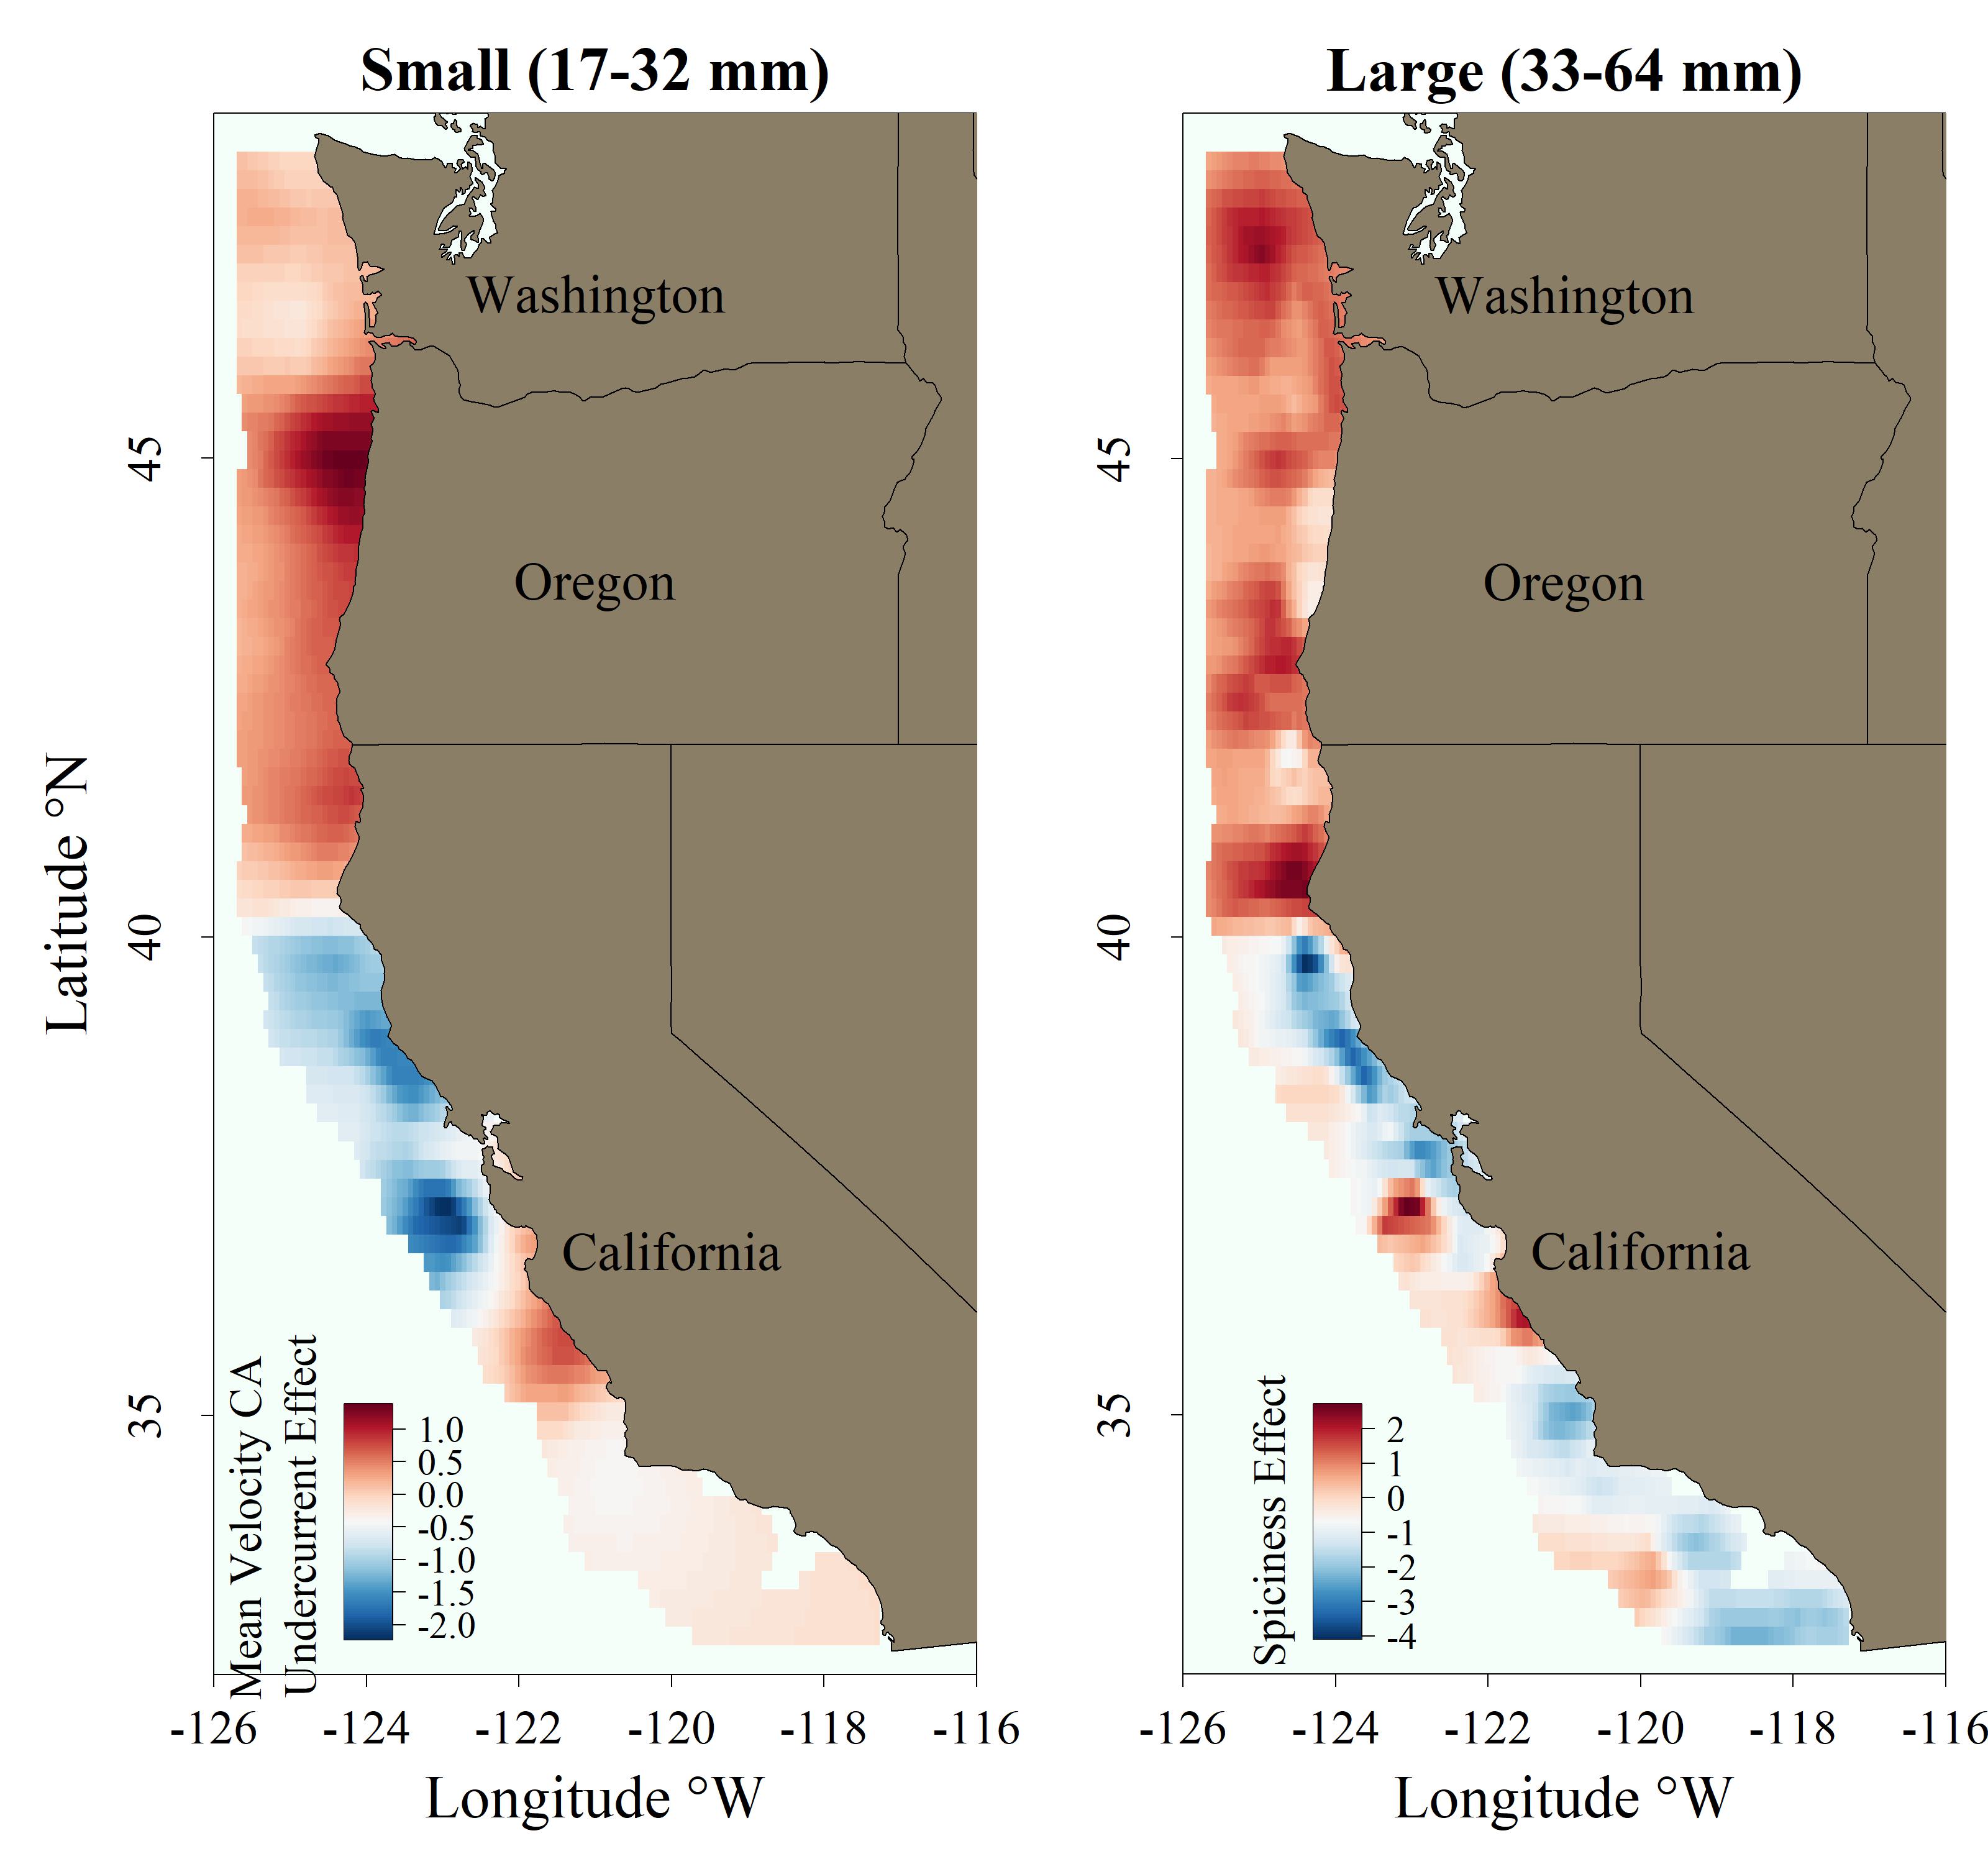 Small (17-32 mm)
Large (33-64 mm)
Latitude °N
45
40
35
Washington
Oregon
California
Mean Velocity CA
Undercurrent Effect
1.0
0.5
0.0
-0.5
-1.0
-1.5
-2.0
-126
-124
-122
-120
-118
-116
Longitude °W
45
40
35
Washington
Oregon
California
Spiciness Effect
2
1
0
-1
-2
-3
-4
-126
-124
-122
-120
-118
-116
Longitude °W